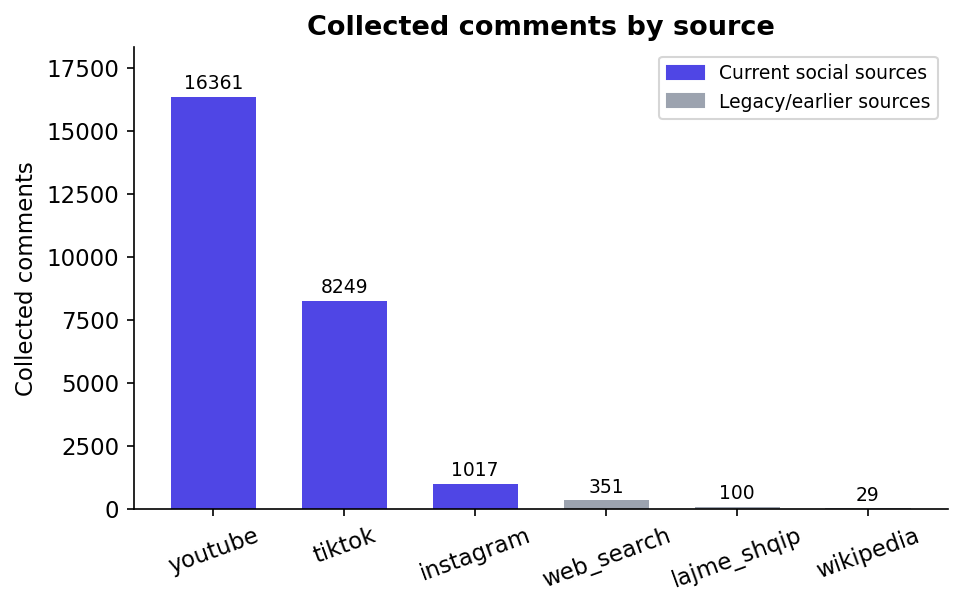 Collected comments by source
Current social sources
Legacy/earlier sources
Collected comments
17500
15000
12500
10000
7500
5000
2500
0
16361
8249
1017
351
100
29
youtube
tiktok
instagram
web_search
lajme_shqip
wikipedia